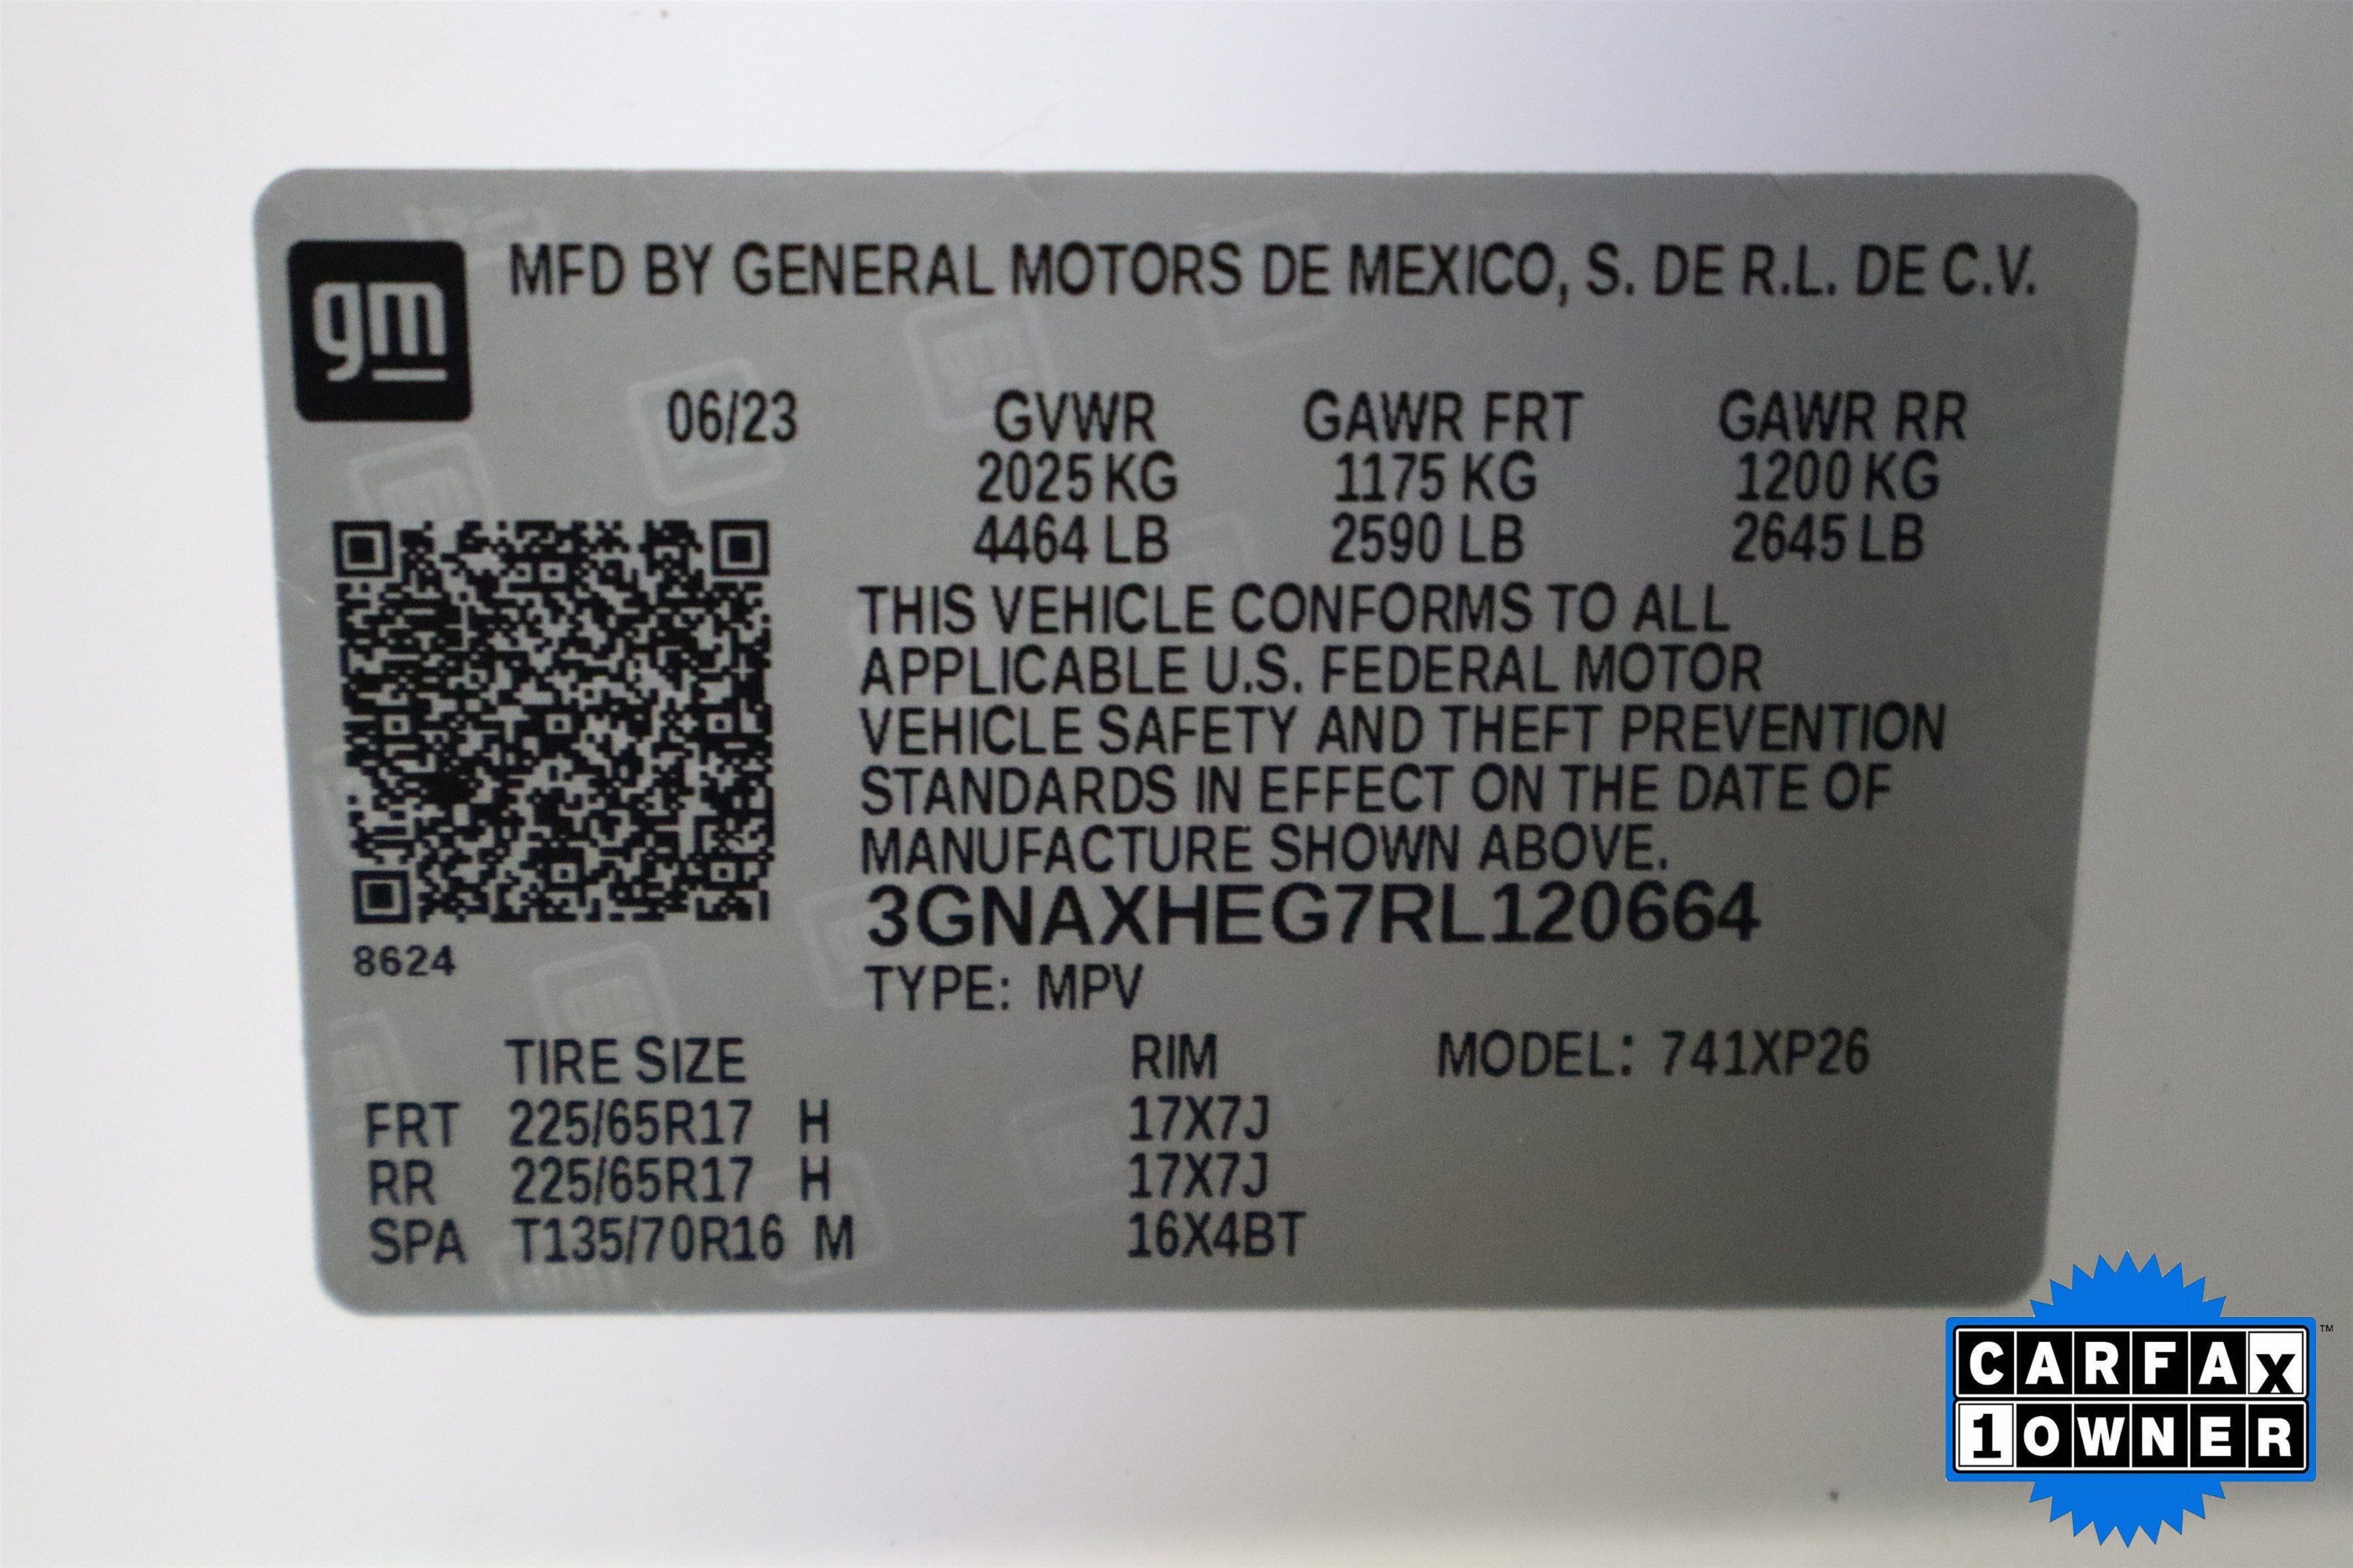 gm
MFD BY GENERAL MOTORS DE MEXICO, S. DE R.L. DE C.V.
06/23 GVWR GAWR FRT GAWR RR
2025 KG 1175 KG 1200 KG
4464 LB 2590 LB 2645 LB
THIS VEHICLE CONFORMS TO ALL
APPLICABLE U.S. FEDERAL MOTOR
VEHICLE SAFETY AND THEFT PREVENTION
STANDARDS IN EFFECT ON THE DATE OF
MANUFACTURE SHOWN ABOVE.
3GNAXHEG7RL120664
8624
TYPE: MPV
TIRE SIZE RIM MODEL: 741XP26
FRT 225/65R17 H 17X7J
RR 225/65R17 H 17X7J
SPA T135/70R16 M 16X4BT
CARFAX™
1 OWNER